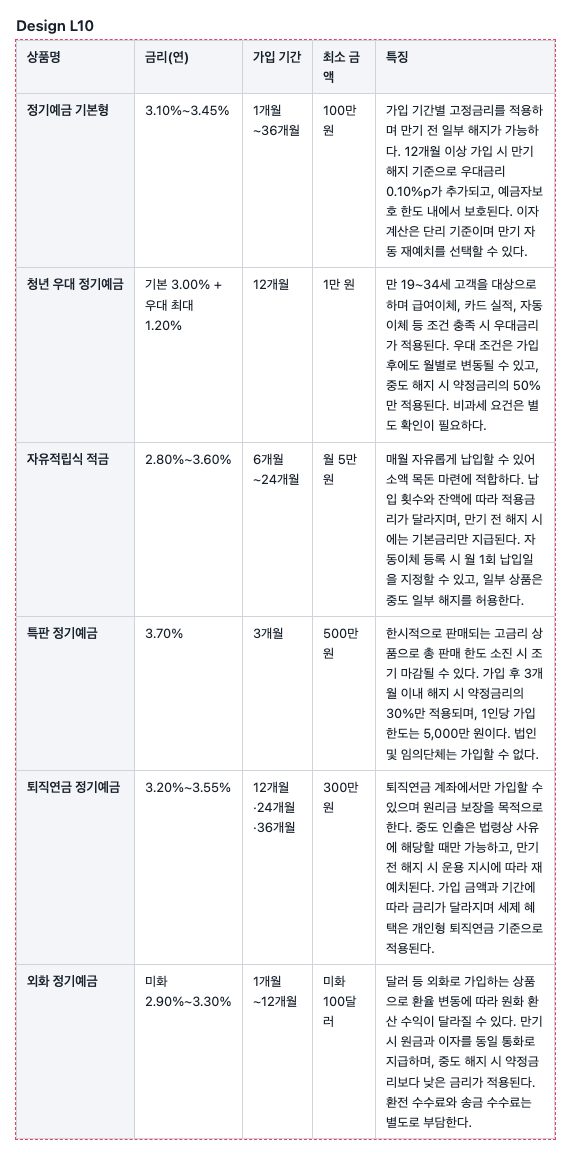 Design L10
상품명
금리(연)
가입 기간
최소 금
액
특징
정기예금 기본형
3.10%~3.45%
1개월
~36개월
100만
원
가입 기간별 고정금리를 적용하
며 만기 전 일부 해지가 가능하
다. 12개월 이상 가입 시 만기
해지 기준으로 우대금리
0.10%p가 추가되고, 예금자보
호 한도 내에서 보호된다. 이자
계산은 단리 기준이며 만기 자
동 재예치를 선택할 수 있다.
청년 우대 정기예금
기본 3.00% +
우대 최대
1.20%
12개월
1만 원
만 19~34세 고객을 대상으로
하며 급여이체, 카드 실적, 자동
이체 등 조건 충족 시 우대금리
가 적용된다. 우대 조건은 가입
후에도 월별로 변동될 수 있고,
중도 해지 시 약정금리의 50%
만 적용된다. 비과세 요건은 별
도 확인이 필요하다.
자유적립식 적금
2.80%~3.60%
6개월
~24개월
월 5만
원
매월 자유롭게 납입할 수 있어
소액 목돈 마련에 적합하다. 납
입 횟수와 잔액에 따라 적용금
리가 달라지며, 만기 전 해지 시
에는 기본금리만 지급된다. 자
동이체 등록 시 월 1회 납입일
을 지정할 수 있고, 일부 상품은
중도 일부 해지를 허용한다.
특판 정기예금
3.70%
3개월
500만
원
한시적으로 판매되는 고금리 상
품으로 총 판매 한도 소진 시 조
기 마감될 수 있다. 가입 후 3개
월 이내 해지 시 약정금리의
30%만 적용되며, 1인당 가입
한도는 5,000만 원이다. 법인
및 임의단체는 가입할 수 없다.
퇴직연금 정기예금
3.20%~3.55%
12개월
·24개월
·36개월
300만
원
퇴직연금 계좌에서만 가입할 수
있으며 원리금 보장을 목적으로
한다. 중도 인출은 법령상 사유
에 해당할 때만 가능하고, 만기
전 해지 시 운용 지시에 따라 재
예치된다. 가입 금액과 기간에
따라 금리가 달라지며 세제 혜
택은 개인형 퇴직연금 기준으로
적용된다.
외화 정기예금
미화
2.90%~3.30%
1개월
~12개월
미화
100달
러
달러 등 외화로 가입하는 상품
으로 환율 변동에 따라 원화 환
산 수익이 달라질 수 있다. 만기
시 원금과 이자를 동일 통화로
지급하며, 중도 해지 시 약정금
리보다 낮은 금리가 적용된다.
환전 수수료와 송금 수수료는
별도로 부담한다.